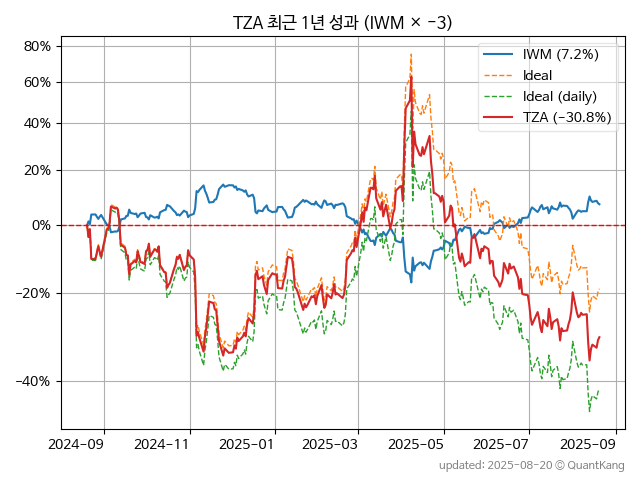 TZA 최근 1년 성과 (IWM × −3)
80%
60%
40%
20%
0%
−20%
−40%
IWM (7.2%)
Ideal
Ideal (daily)
TZA (−30.8%)
2024−09
2024−11
2025−01
2025−03
2025−05
2025−07
2025−09
updated: 2025−08−20 © QuantKang